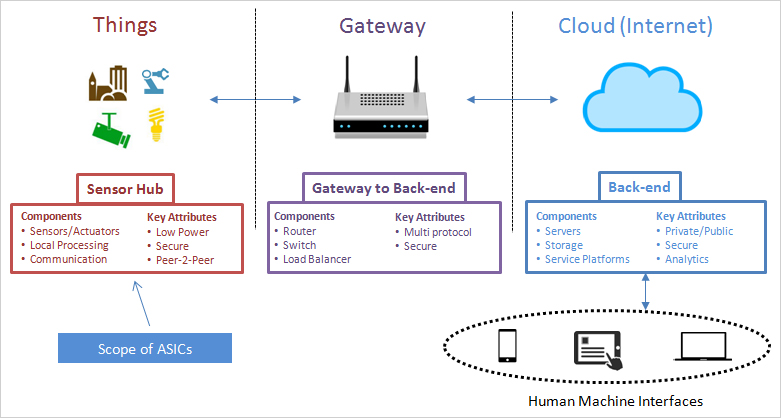 Things
Gateway
Cloud (Internet)
Sensor Hub
Components
Sensors/Actuators
Local Processing
Communication
Key Attributes
Low Power
Secure
Peer-2-Peer
Gateway to Back-end
Components
Router
Switch
Load Balancer
Key Attributes
Multi protocol
Secure
Back-end
Components
Servers
Storage
Service Platforms
Key Attributes
Private/Public
Secure
Analytics
Scope of ASICs
Human Machine Interfaces